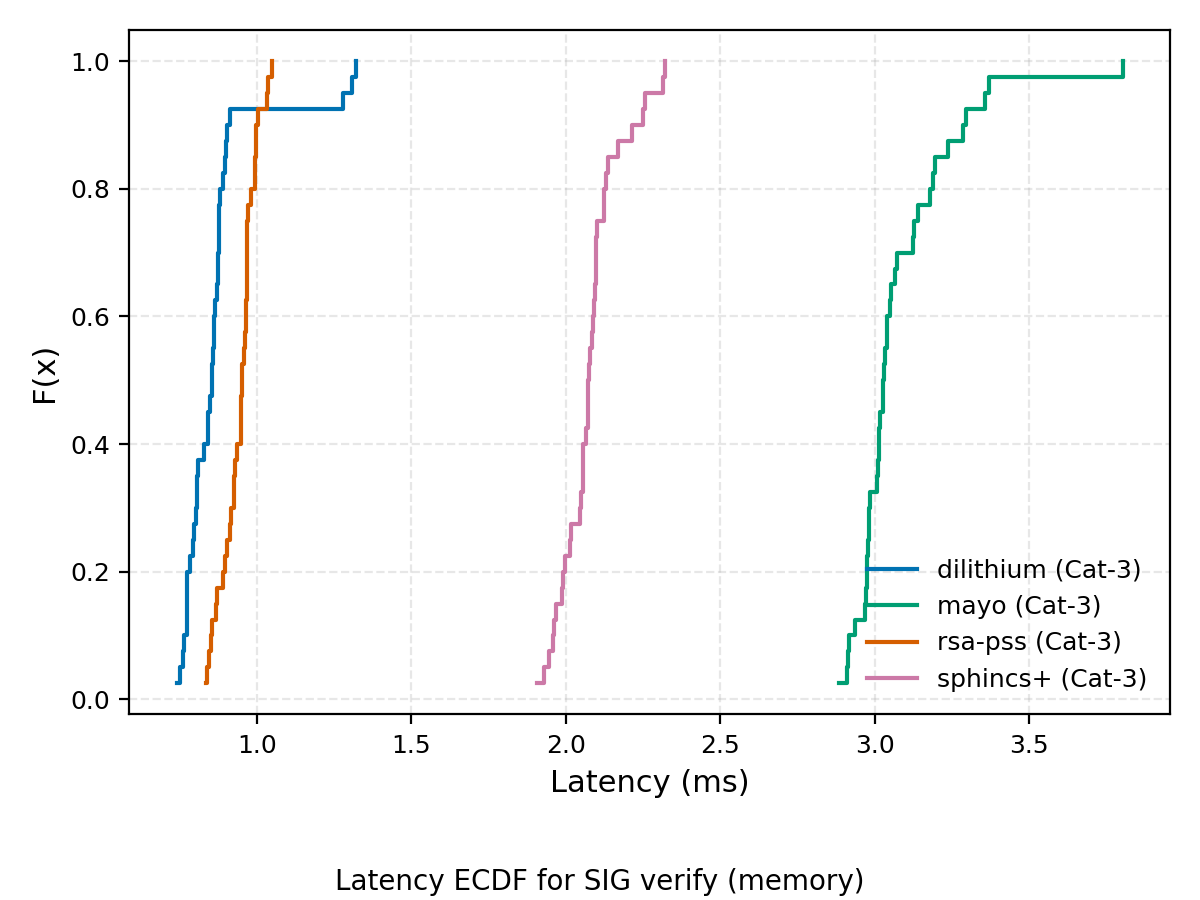 1.0
0.8
0.6
0.4
0.2
0.0
F(x)
dilithium (Cat-3)
mayo (Cat-3)
rsa-pss (Cat-3)
sphincs+ (Cat-3)
1.0 1.5 2.0 2.5 3.0 3.5
Latency (ms)
Latency ECDF for SIG verify (memory)